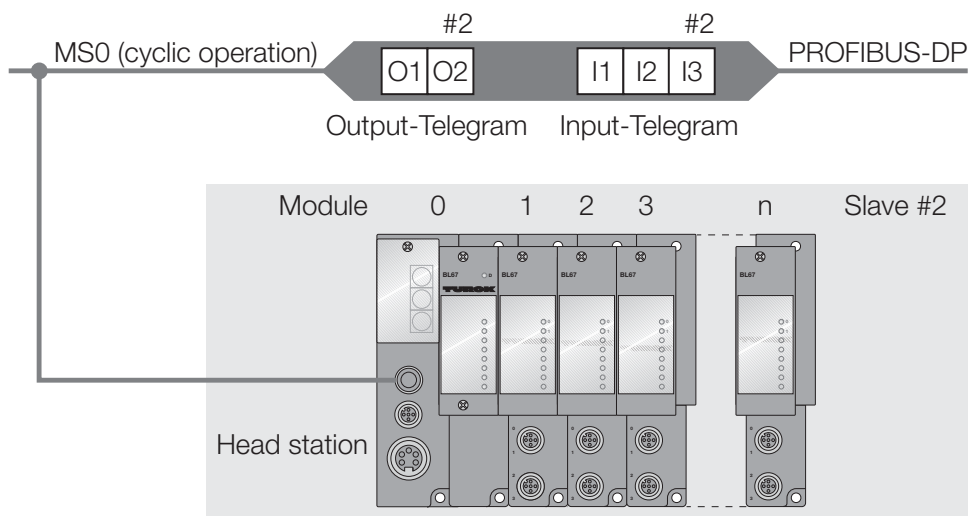 #2 #2
MS0 (cyclic operation) PROFIBUS-DP
O1 O2 I1 I2 I3
Output-Telegram Input-Telegram
Module 0 1 2 3 n Slave #2
BL67 BL67 BL67 BL67 BL67
TURCK
Head station